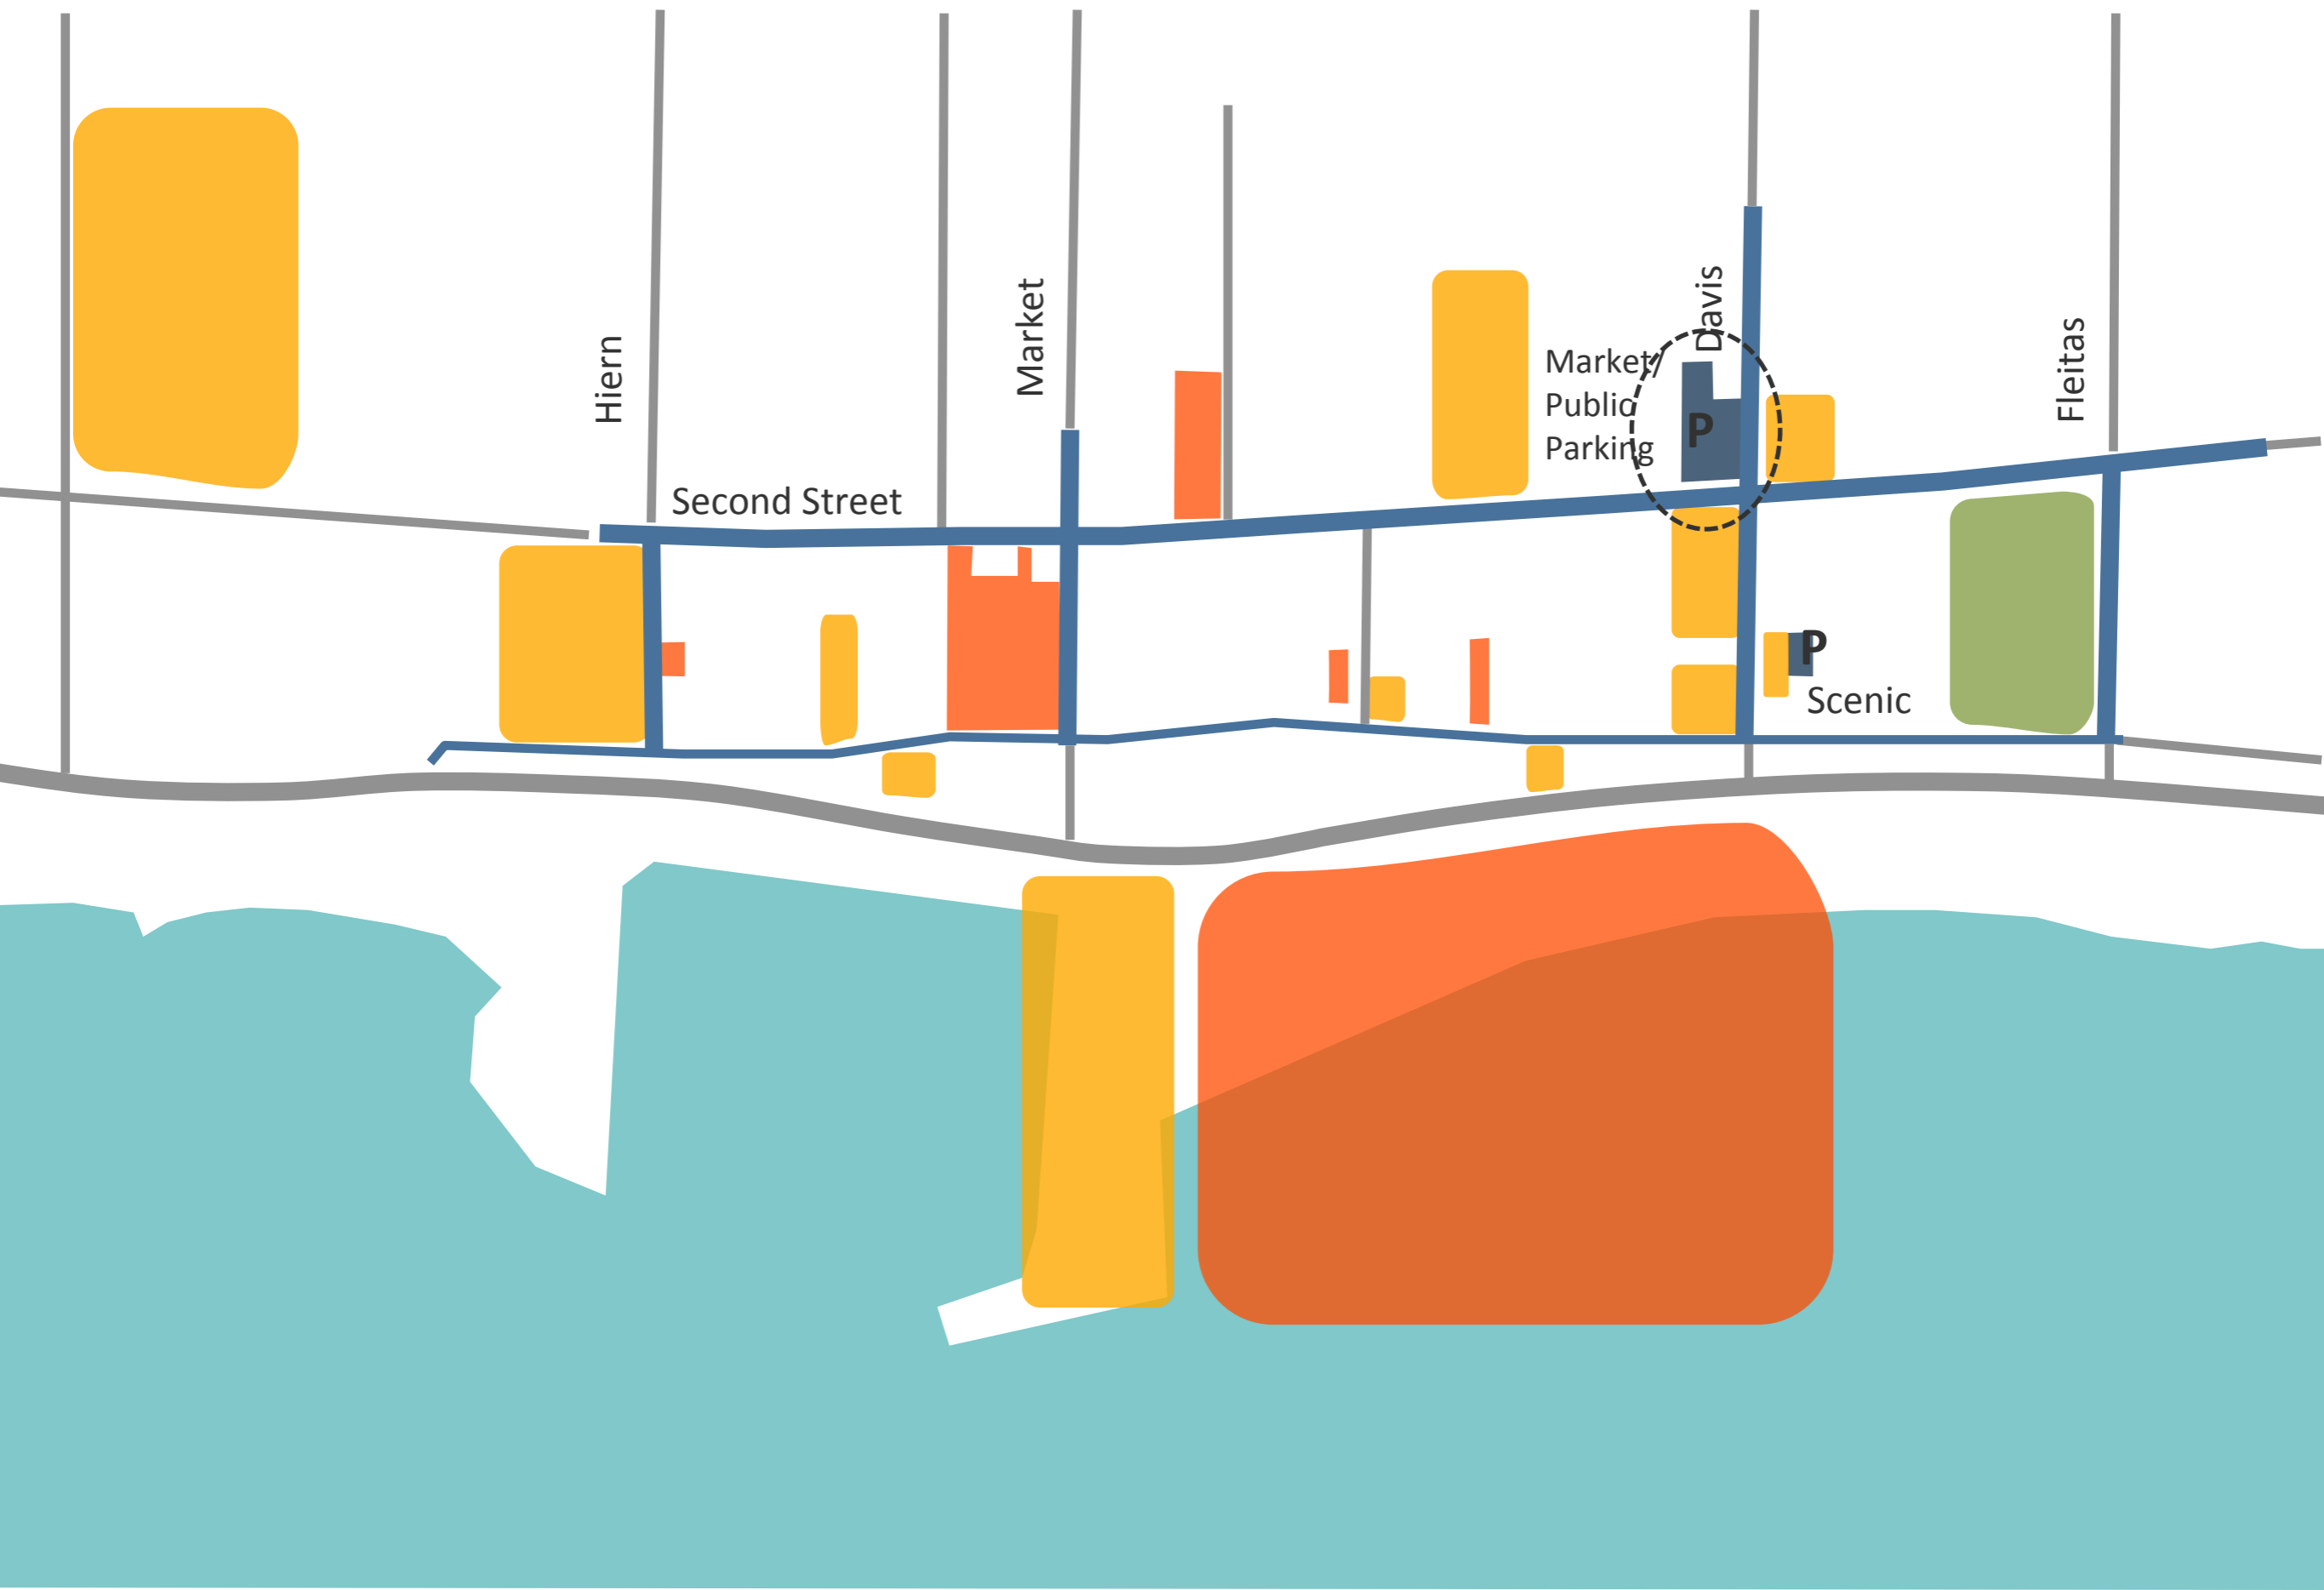 Davis
Market
Fleitas
Hiern
Market/
Public
Parking
P
Second Street
P
Scenic